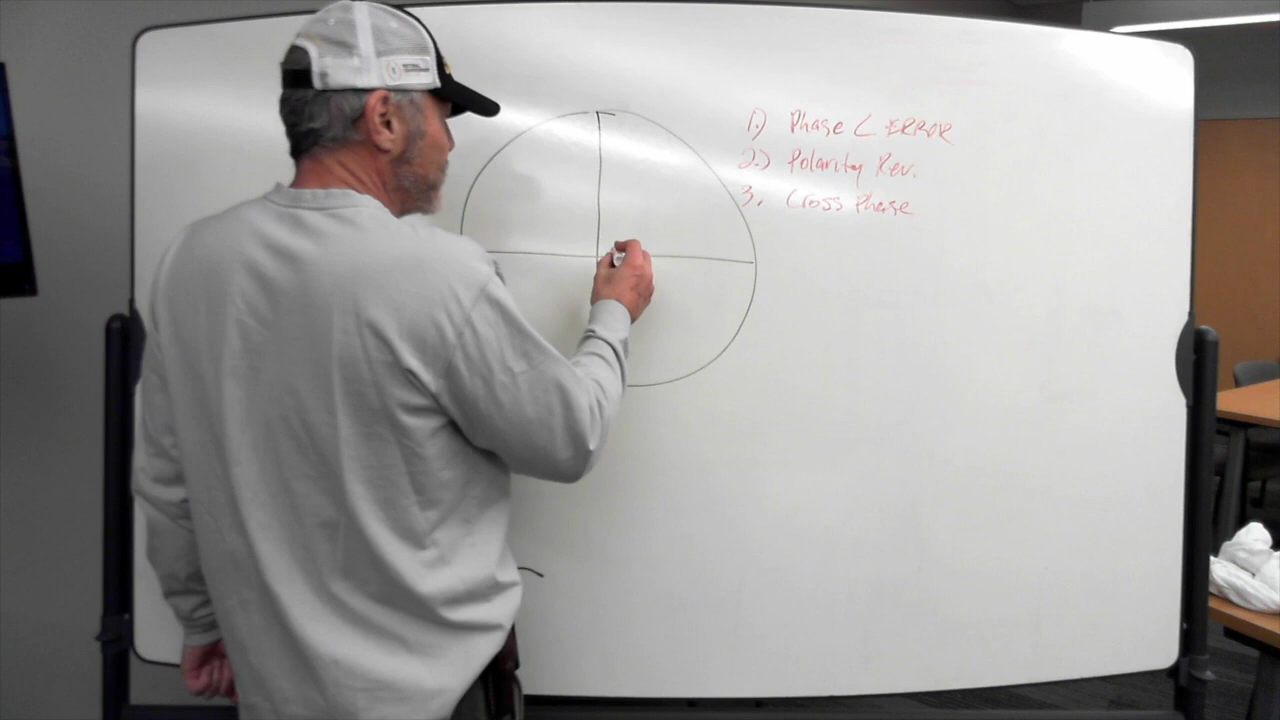 1.) Phase < ERROR
2.) Polarity Rev.
3. Cross Phase